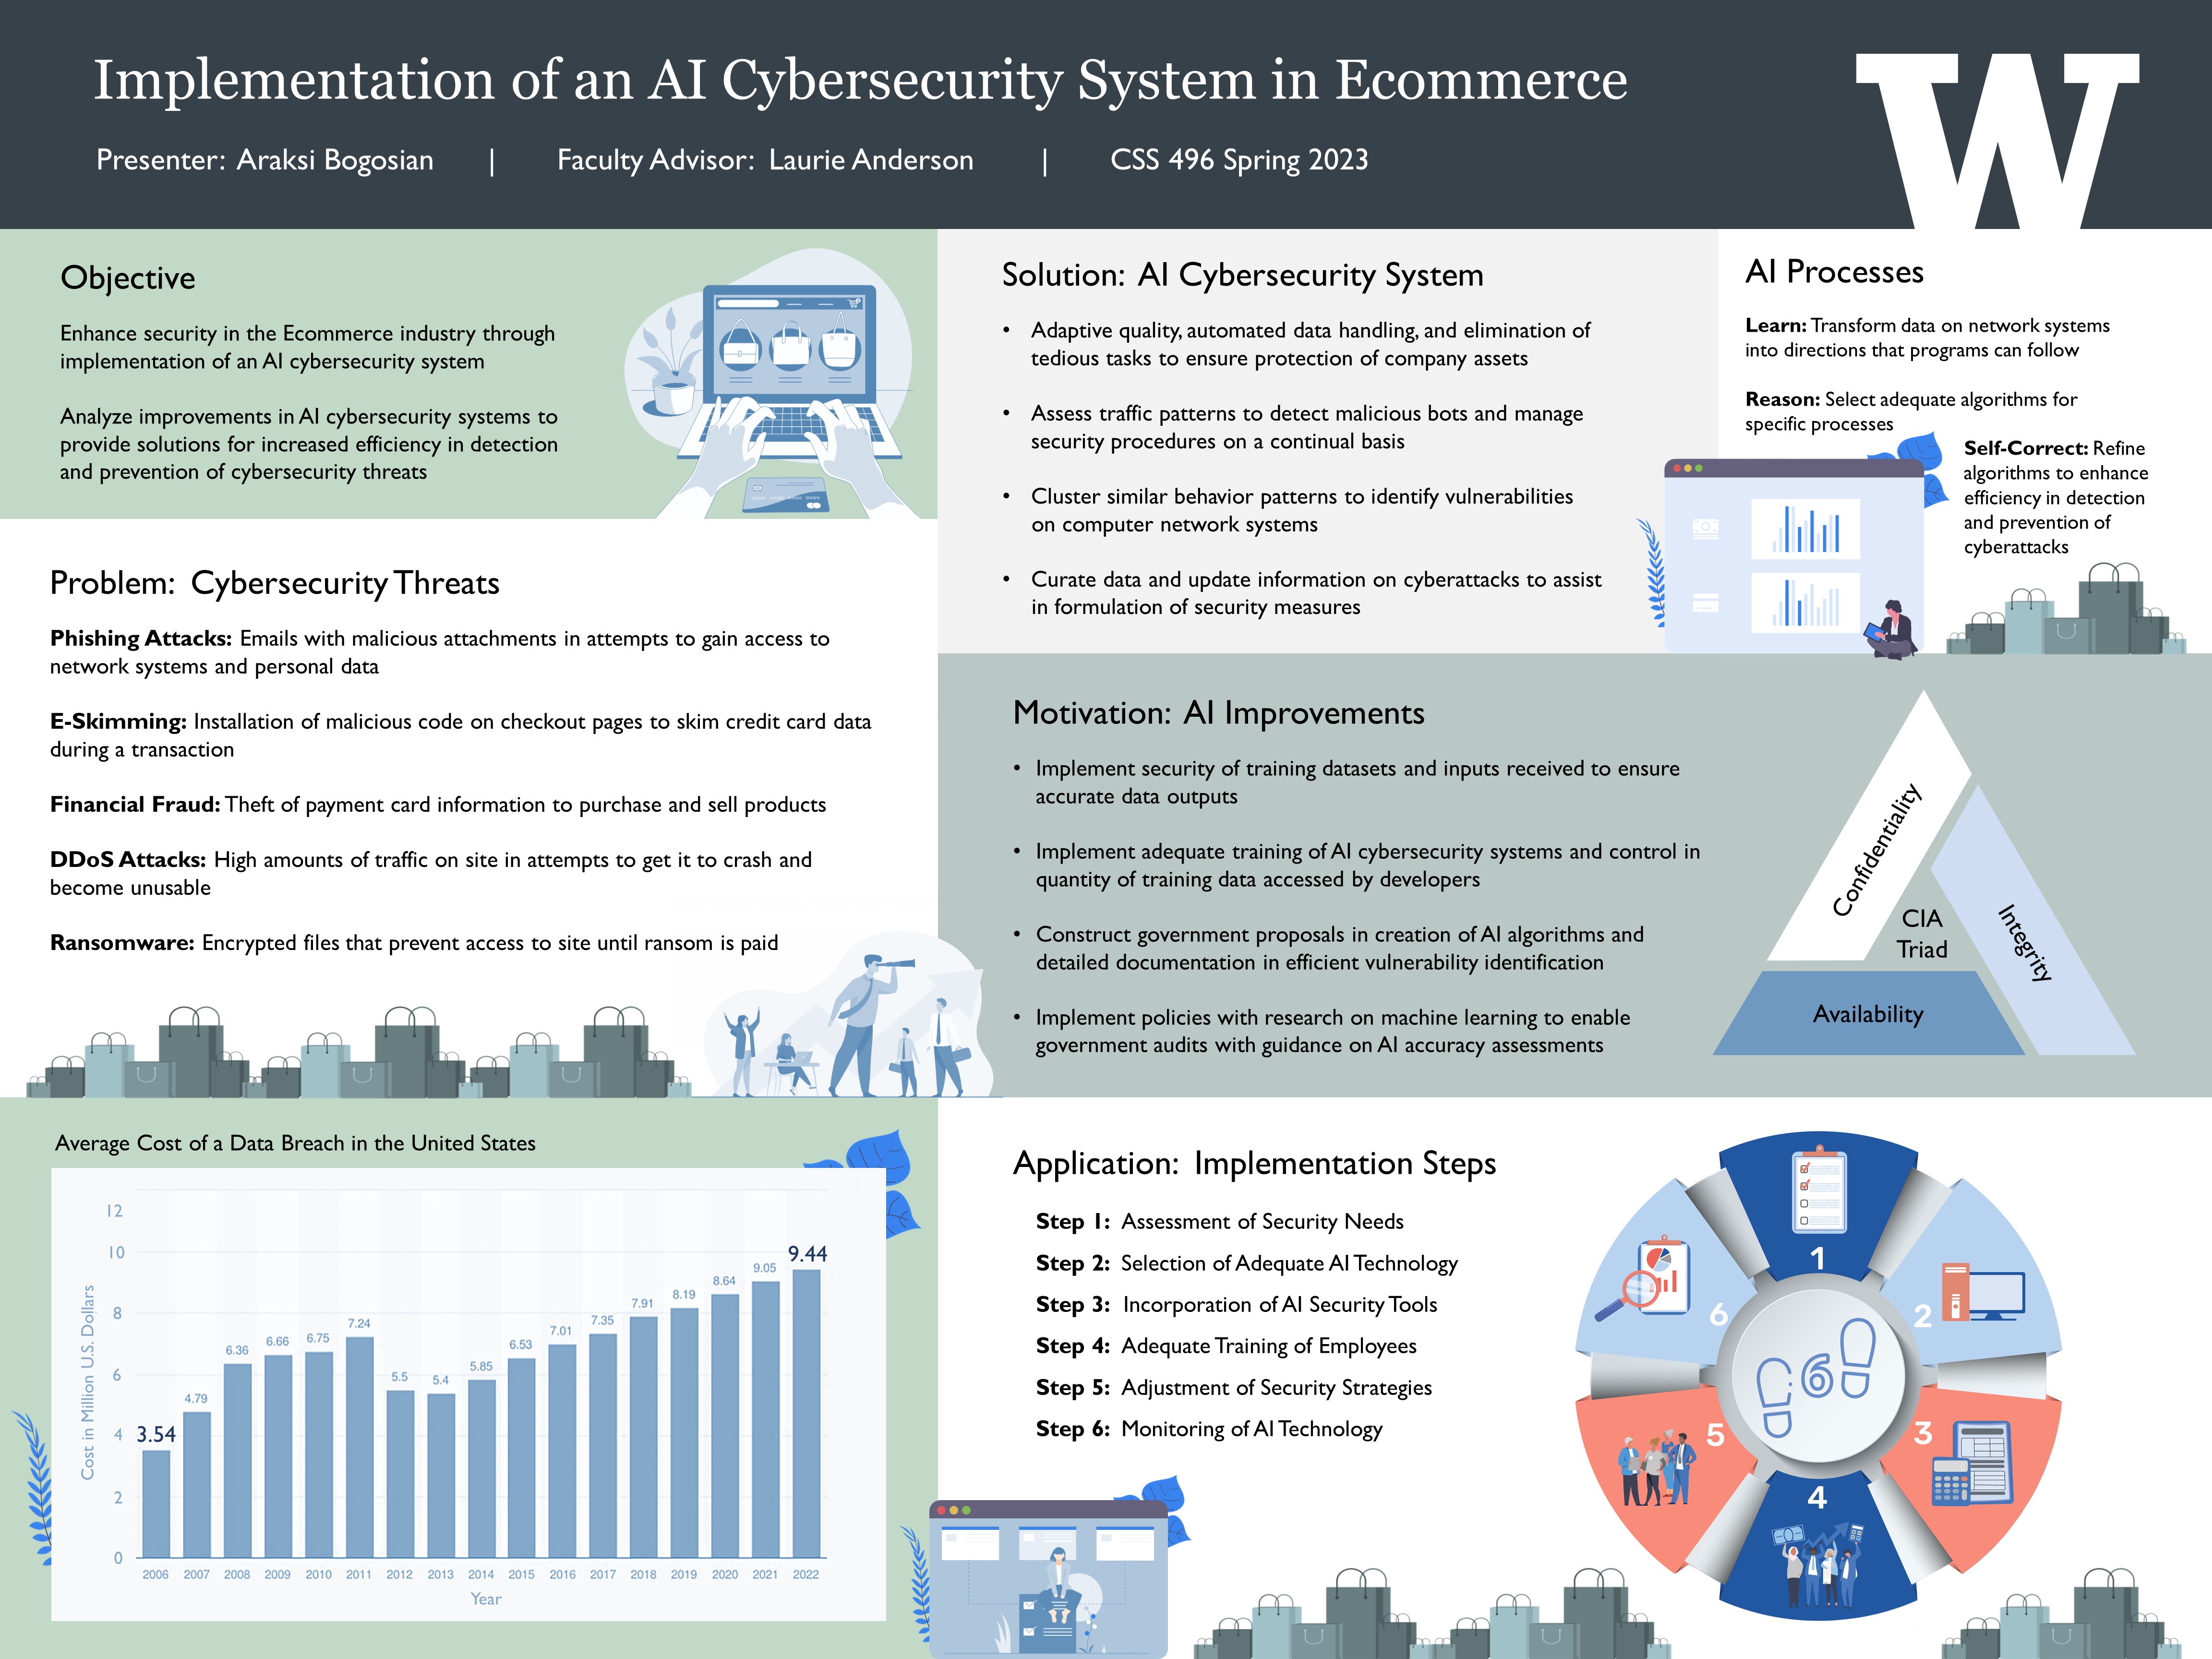 Implementation of an AI Cybersecurity System in Ecommerce
W
Presenter: Araksi Bogosian | Faculty Advisor: Laurie Anderson | CSS 496 Spring 2023
Objective
Enhance security in the Ecommerce industry through
implementation of an AI cybersecurity system
Analyze improvements in AI cybersecurity systems to
provide solutions for increased efficiency in detection
and prevention of cybersecurity threats
Problem: Cybersecurity Threats
Phishing Attacks: Emails with malicious attachments in attempts to gain access to
network systems and personal data
E-Skimming: Installation of malicious code on checkout pages to skim credit card data
during a transaction
Financial Fraud: Theft of payment card information to purchase and sell products
DDoS Attacks: High amounts of traffic on site in attempts to get it to crash and
become unusable
Ransomware: Encrypted files that prevent access to site until ransom is paid
Solution: AI Cybersecurity System
• Adaptive quality, automated data handling, and elimination of
tedious tasks to ensure protection of company assets
• Assess traffic patterns to detect malicious bots and manage
security procedures on a continual basis
• Cluster similar behavior patterns to identify vulnerabilities
on computer network systems
• Curate data and update information on cyberattacks to assist
in formulation of security measures
AI Processes
Learn: Transform data on network systems
into directions that programs can follow
Reason: Select adequate algorithms for
specific processes
Self-Correct: Refine
algorithms to enhance
efficiency in detection
and prevention of
cyberattacks
Motivation: AI Improvements
• Implement security of training datasets and inputs received to ensure
accurate data outputs
• Implement adequate training of AI cybersecurity systems and control in
quantity of training data accessed by developers
• Construct government proposals in creation of AI algorithms and
detailed documentation in efficient vulnerability identification
• Implement policies with research on machine learning to enable
government audits with guidance on AI accuracy assessments
Confidentiality
CIA
Triad
Integrity
Availability
Average Cost of a Data Breach in the United States
Cost in Million U.S. Dollars
12
10
8
6
4
2
0
3.54
4.79
6.36
6.66
6.75
7.24
5.5
5.4
5.85
6.53
7.01
7.35
7.91
8.19
8.64
9.05
9.44
2006 2007 2008 2009 2010 2011 2012 2013 2014 2015 2016 2017 2018 2019 2020 2021 2022
Year
Application: Implementation Steps
Step 1: Assessment of Security Needs
Step 2: Selection of Adequate AI Technology
Step 3: Incorporation of AI Security Tools
Step 4: Adequate Training of Employees
Step 5: Adjustment of Security Strategies
Step 6: Monitoring of AI Technology
1
2
3
4
5
6
6